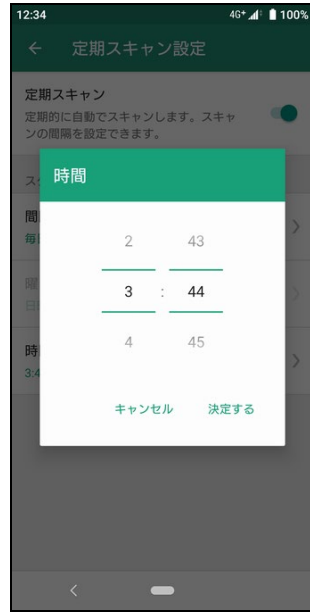 12:34
4G+
100%
定期スキャン設定
定期スキャン
定期的に自動でスキャンします。スキャ
ンの間隔を設定できます。
時間
2 43
3 : 44
4 45
キャンセル 決定する